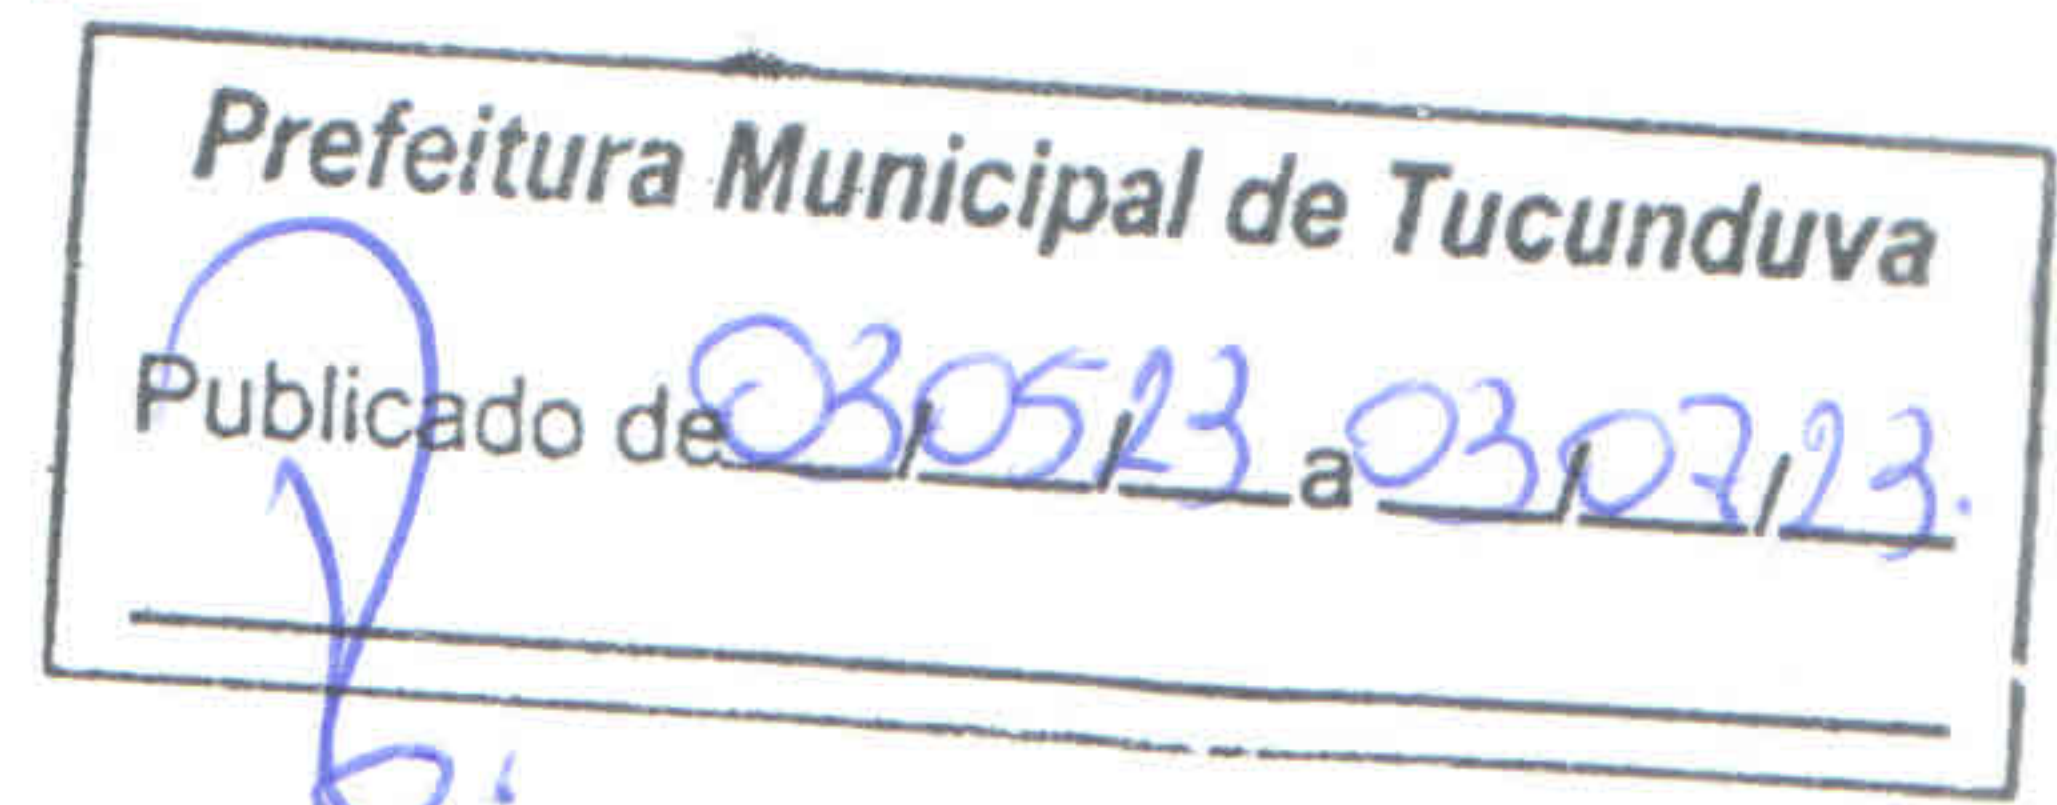 Prefeitura Municipal de Tucunduva
Publicado de 03/05/23 a 03/07/23.